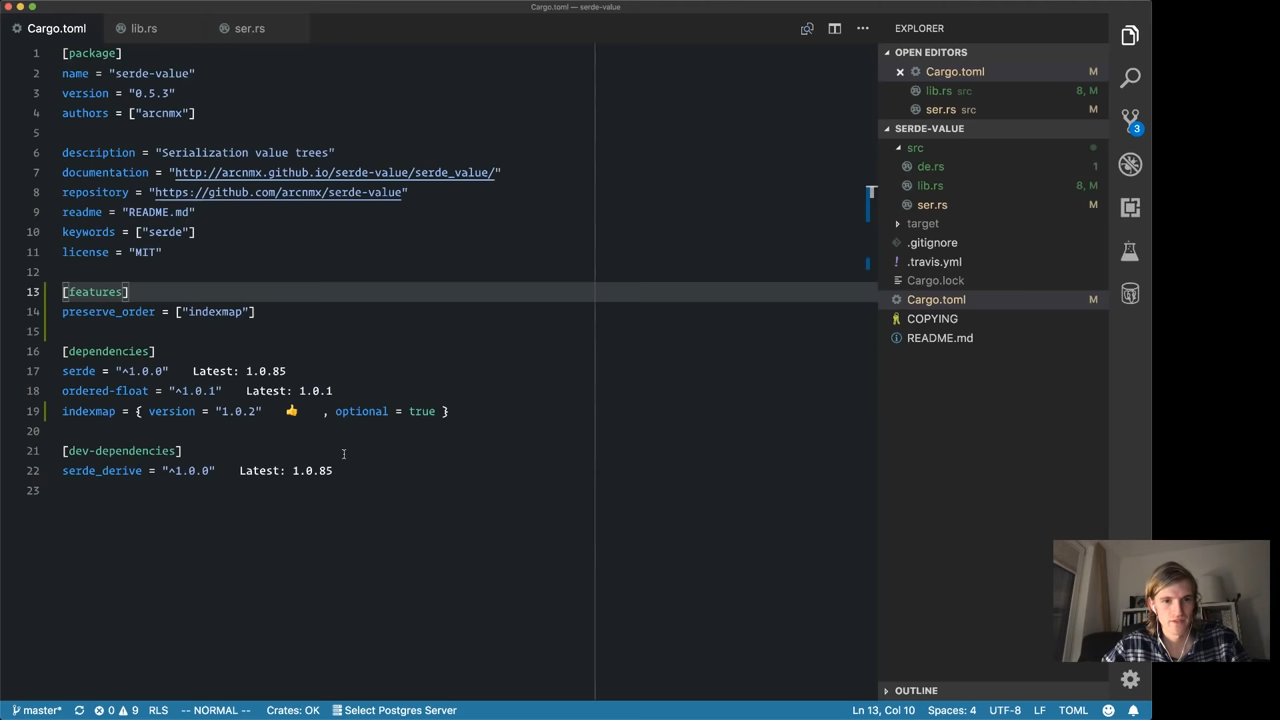 Cargo.toml — serde-value
Cargo.toml
lib.rs
ser.rs
1 [package]
2 name = "serde-value"
3 version = "0.5.3"
4 authors = ["arcnmx"]
5
6 description = "Serialization value trees"
7 documentation = "http://arcnmx.github.io/serde-value/serde_value/"
8 repository = "https://github.com/arcnmx/serde-value"
9 readme = "README.md"
10 keywords = ["serde"]
11 license = "MIT"
12
13 [features]
14 preserve_order = ["indexmap"]
15
16 [dependencies]
17 serde = "^1.0.0" Latest: 1.0.85
18 ordered-float = "^1.0.1" Latest: 1.0.1
19 indexmap = { version = "1.0.2" 👍 , optional = true }
20
21 [dev-dependencies]
22 serde_derive = "^1.0.0" Latest: 1.0.85
23
EXPLORER
OPEN EDITORS
Cargo.toml M
lib.rs src 8, M
ser.rs src M
SERDE-VALUE
src
de.rs 1
lib.rs 8, M
ser.rs M
target
.gitignore
.travis.yml
Cargo.lock
Cargo.toml M
COPYING
README.md
OUTLINE
3
master* 0 9 RLS -- NORMAL -- Crates: OK Select Postgres Server Ln 13, Col 10 Spaces: 4 UTF-8 LF TOML